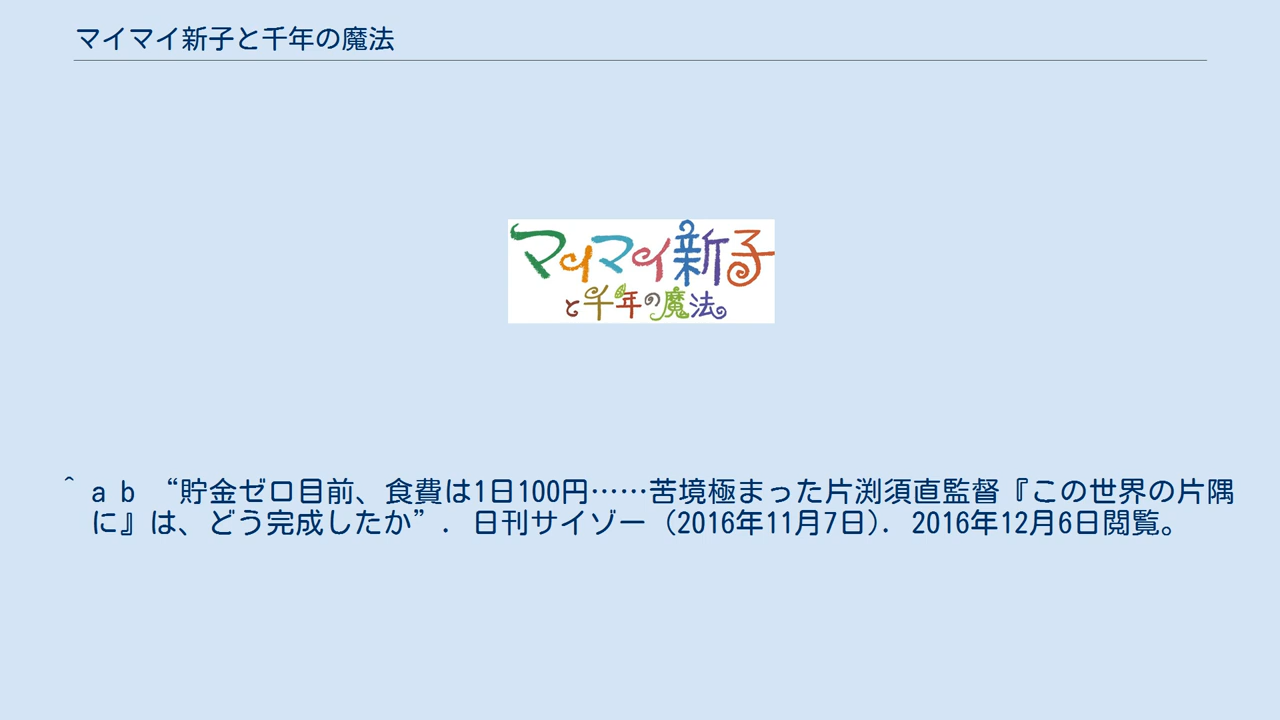 マイマイ新子と千年の魔法
マイマイ新子
と千年の魔法。
^ a b “貯金ゼロ目前、食費は1日100円……苦境極まった片渕須直監督『この世界の片隅
に』は、どう完成したか”. 日刊サイゾー (2016年11月7日). 2016年12月6日閲覧。